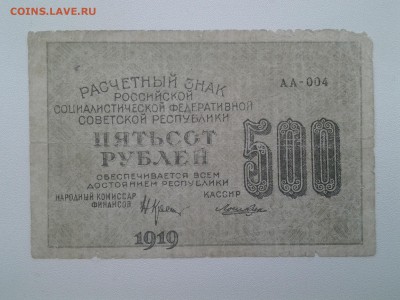 COINS.LAVE.RU
РАСЧЕТНЫЙ ЗНАК
АА-004
РОССИЙСКОЙ
СОЦИАЛИСТИЧЕСКОЙ ФЕДЕРАТИВНОЙ
СОВЕТСКОЙ РЕСПУБЛИКИ
ПЯТЬСОТ
РУБЛЕЙ
500
ОБЕСПЕЧИВАЕТСЯ ВСЕМ
ДОСТОЯНИЕМ РЕСПУБЛИКИ
НАРОДНЫЙ КОМИССАР
ФИНАНСОВ
КАССИР
1919